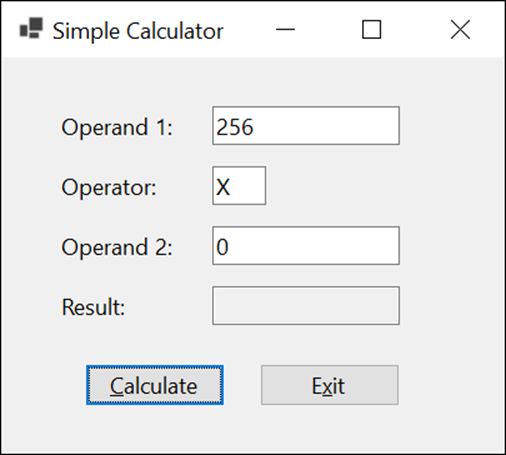 Simple Calculator
Operand 1: 256
Operator: X
Operand 2: 0
Result:
Calculate Exit